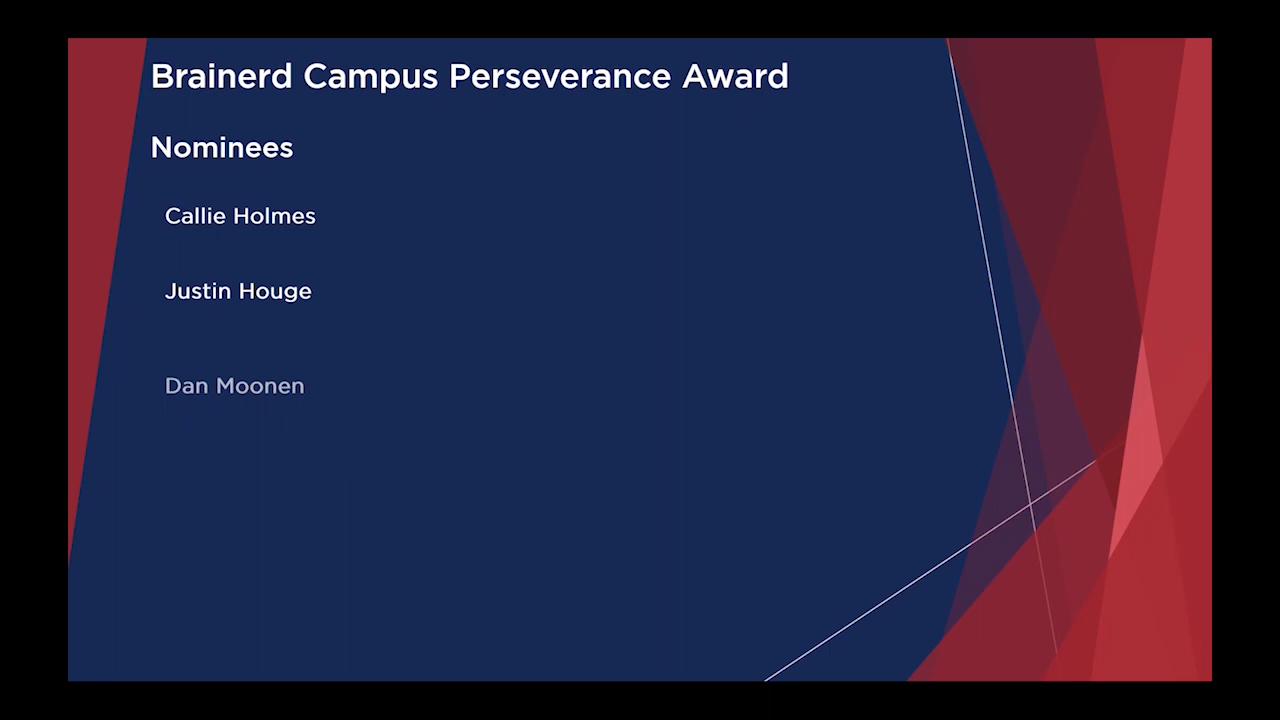 Brainerd Campus Perseverance Award
Nominees
Callie Holmes
Justin Houge
Dan Moonen